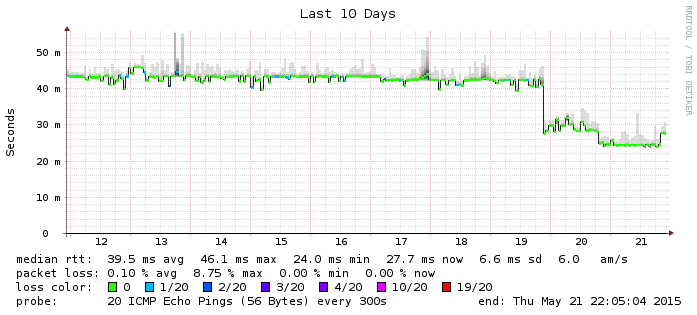 Last 10 Days
RRDTOOL / TOBI OETIKER
Seconds
50 m
40 m
30 m
20 m
10 m
0
12 13 14 15 16 17 18 19 20 21
median rtt: 39.5 ms avg 46.1 ms max 24.0 ms min 27.7 ms now 6.6 ms sd 6.0 am/s
packet loss: 0.10 % avg 8.75 % max 0.00 % min 0.00 % now
loss color: 0 1/20 2/20 3/20 4/20 10/20 19/20
probe: 20 ICMP Echo Pings (56 Bytes) every 300s end: Thu May 21 22:05:04 2015